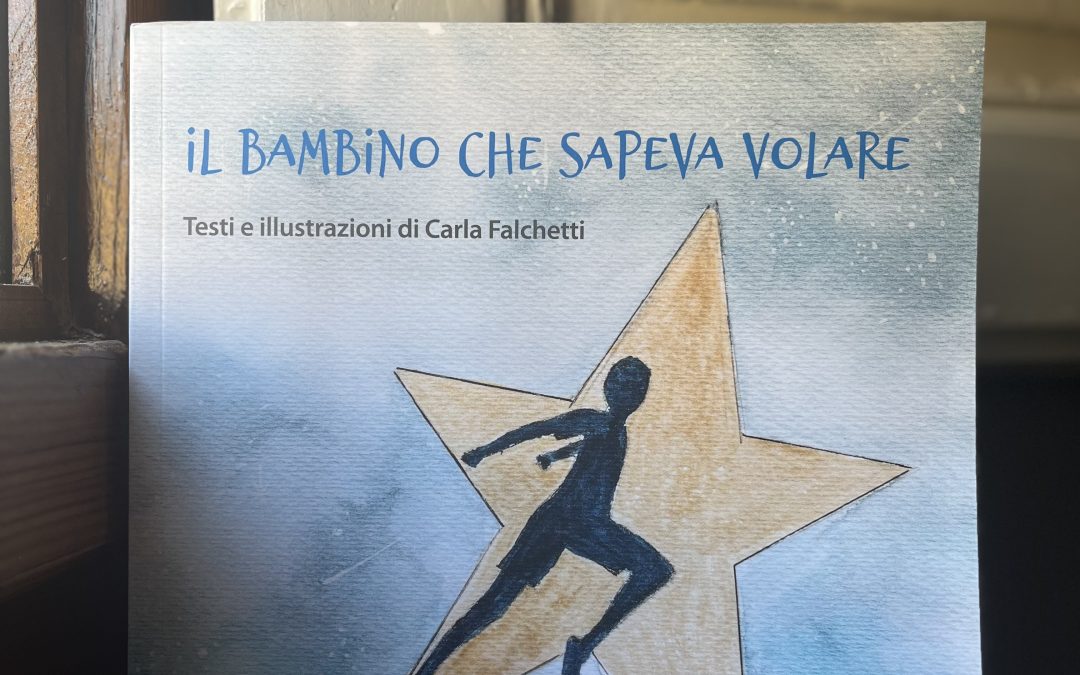 iL BAMBiNO CHE SAPEVA VOLARE
Testi e illustrazioni di Carla Falchetti